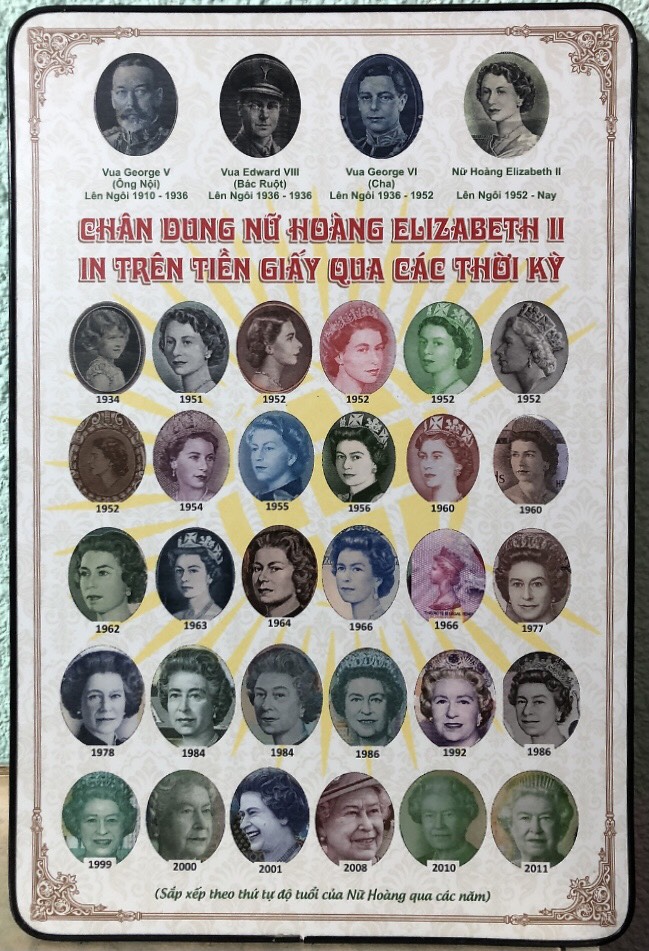 Vua George V
(Ông Nội)
Lên Ngôi 1910 - 1936
Vua Edward VIII
(Bác Ruột)
Lên Ngôi 1936 - 1936
Vua George VI
(Cha)
Lên Ngôi 1936 - 1952
Nữ Hoàng Elizabeth II
Lên Ngôi 1952 - Nay
CHÂN DUNG NỮ HOÀNG ELIZABETH II
IN TRÊN TIỀN GIẤY QUA CÁC THỜI KỲ
1934 1951 1952 1952 1952 1952
1952 1954 1955 1956 1960 1960
1962 1963 1964 1966 1966 1977
1978 1984 1984 1986 1992 1986
1999 2000 2001 2008 2010 2011
(Sắp xếp theo thứ tự độ tuổi của Nữ Hoàng qua các năm)